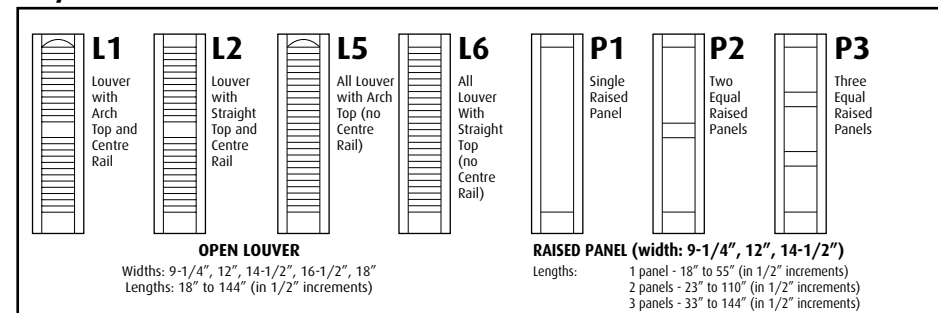 L1
Louver
with
Arch
Top and
Centre
Rail
L2
Louver
with
Straight
Top and
Centre
Rail
L5
All Louver
with Arch
Top (no
Centre
Rail)
L6
All
Louver
With
Straight
Top
(no
Centre
Rail)
P1
Single
Raised
Panel
P2
Two
Equal
Raised
Panels
P3
Three
Equal
Raised
Panels
OPEN LOUVER
Widths: 9-1/4”, 12”, 14-1/2”, 16-1/2”, 18”
Lengths: 18” to 144” (in 1/2” increments)
RAISED PANEL (width: 9-1/4”, 12”, 14-1/2”)
Lengths: 1 panel - 18” to 55” (in 1/2” increments)
2 panels - 23” to 110” (in 1/2” increments)
3 panels - 33” to 144” (in 1/2” increments)